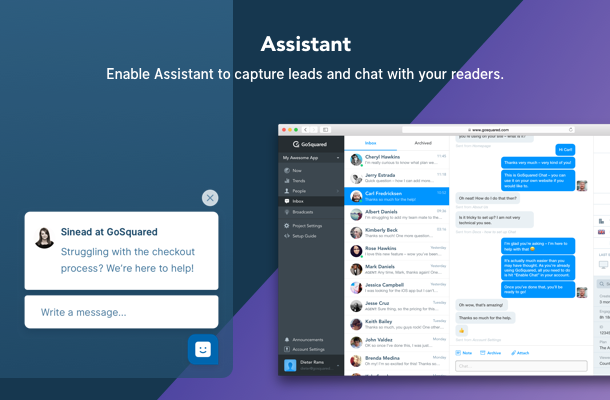 Assistant
Enable Assistant to capture leads and chat with your readers.
Sinead at GoSquared
Struggling with the checkout
process? We're here to help!
Write a message...
www.gosquared.com
GoSquared
My Awesome App
Now
Trends
People
Inbox
Broadcasts
Project Settings
Setup Guide
Announcements
Account Settings
Dieter Rams
Inbox
Archived
Cheryl Hawkins
Jerry Estrada
Carl Fredrickson
Thanks so much for the help!
Albert Daniels
Kimberly Beck
Rose Hawkins
Mark Daniels
Jessica Campbell
Jesse Cruz
Keith Bailey
John Valdez
Brenda Medina
Hi Carl!
Thanks very much – very kind of you!
This is GoSquared Chat – you can
use it on your own website if you
would like to.
Oh neat! How do I do that then?
Is it tricky to set up? I am not very
technical you see.
I'm glad you're asking – I'm here to
help with that
It's actually much easier than you
may have thought. As you're already
using GoSquared, all you need to do
is Hit "Enable Chat" in your account.
Once you've done that, you'll be
ready to go!
Oh wow, that's amazing!
Thanks so much for the help.
Note
Archive
Attach
Chat...